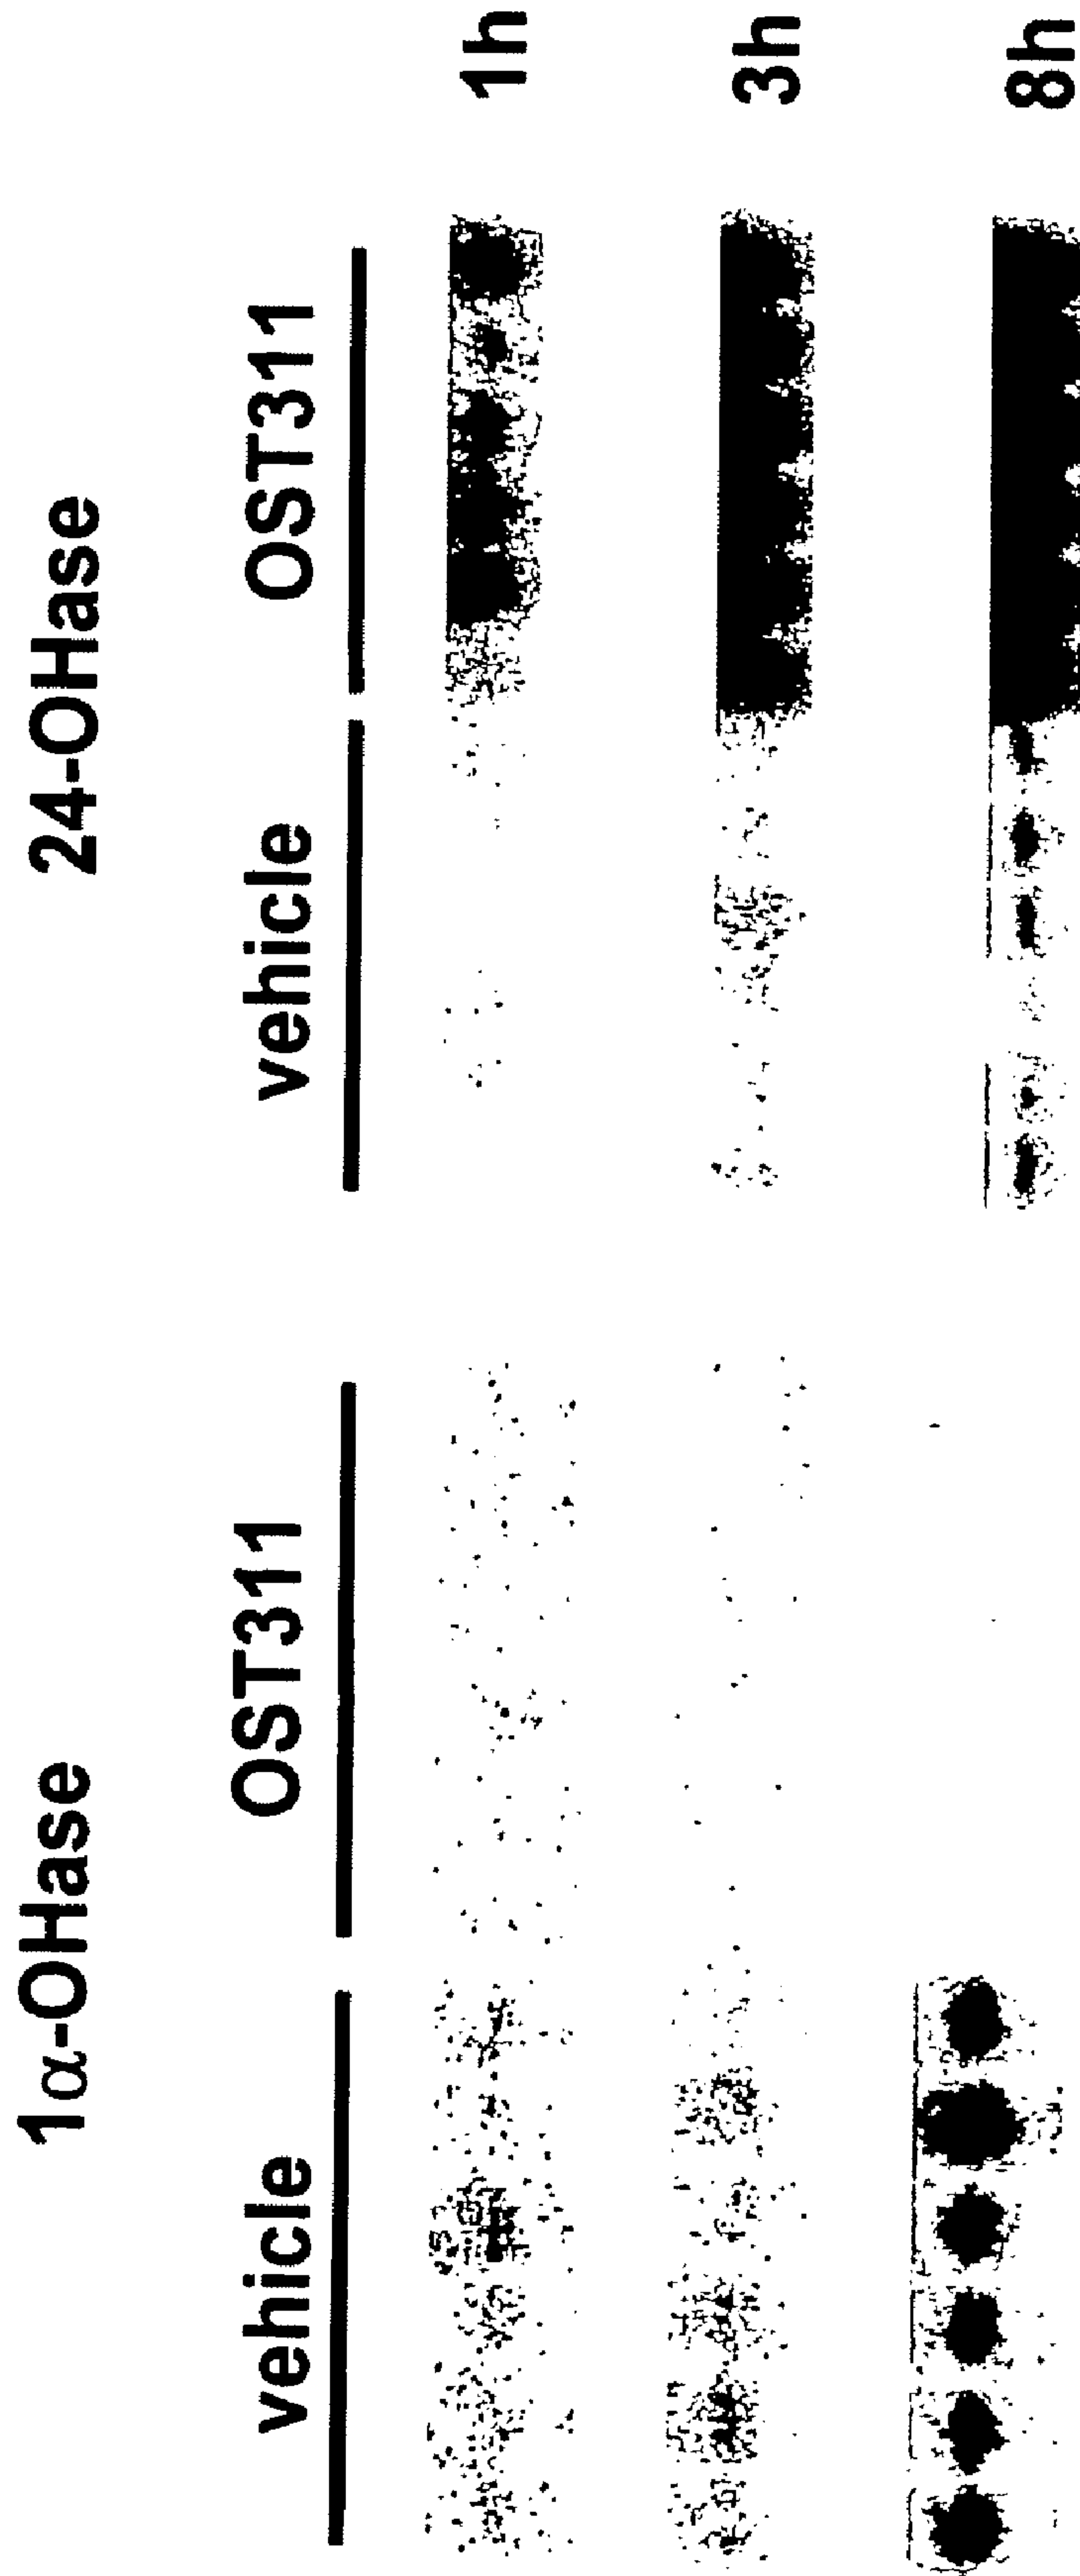 1α-OHase 24-OHase
vehicle OST311 vehicle OST311
1h
3h
8h